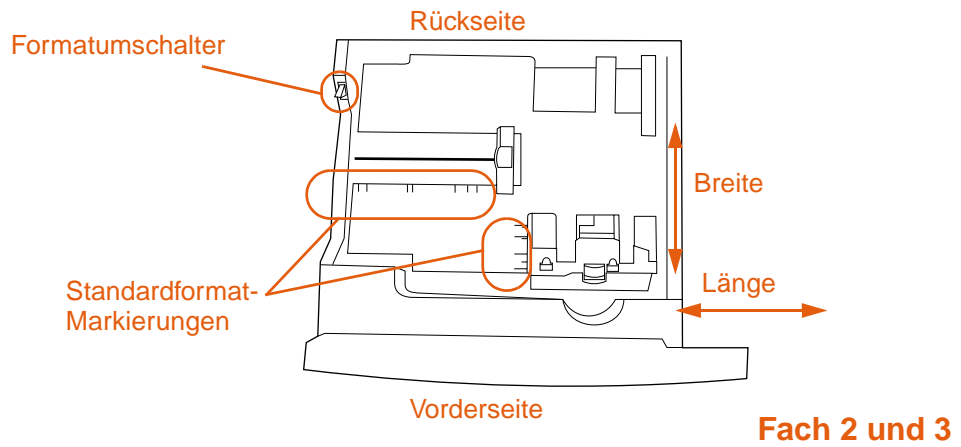 Rückseite
Formatumschalter
Breite
Länge
Standardformat-
Markierungen
Vorderseite
Fach 2 und 3